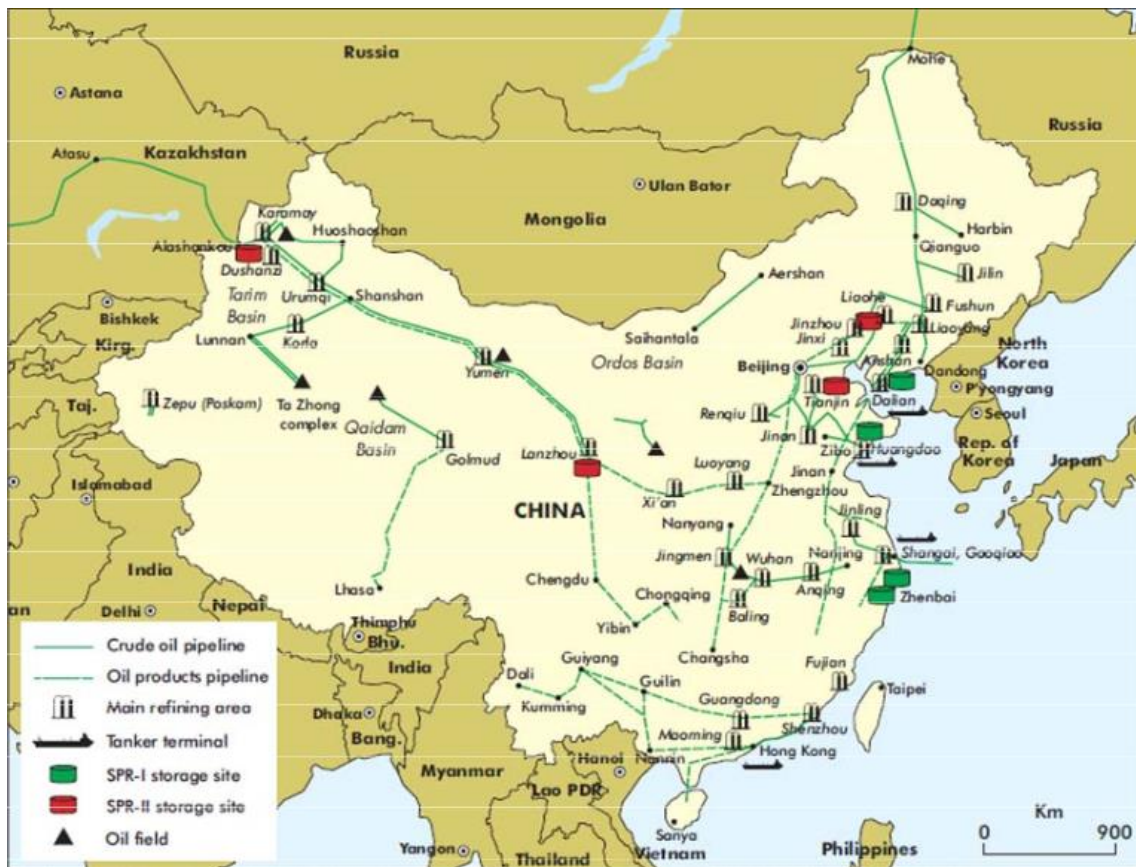 Russia
Mohe
Astana
Russia
Atasu
Kazakhstan
Ulan Bator
Mongolia
Daqing
Harbin
Qianguo
Karamay
Huoshaoshan
Alashankou
Dushanzi
Urumqi
Shanshan
Tarim
Basin
Korla
Lunnan
Aershan
Jilin
Saihantala
Ordos Basin
Liaohe
Fushun
Jinzhou
Liaoyang
Jinxi
Anshan
North
Korea
Dandong
Beijing
P'yongyang
Bishkek
Kirg.
Yumen
Taj.
Zepu (Poskam)
Ta Zhong
complex
Qaidam
Basin
Golmud
Tianjin
Dalian
Seoul
Renqiu
Jinan
Zibo
Huangdao
Rep. of
Korea
Japan
Lanzhou
Luoyang
Jinan
Zhengzhou
Xi'an
Islamabad
CHINA
Nanyang
Jinling
Jingmen
Wuhan
Nanjing
Shangai, Gaoqiao
Anqing
Zhenbai
Baling
India
Delhi
Nepal
Lhasa
Chengdu
Chongqing
Yibin
Changsha
Thimphu
Bhu.
India
Guiyang
Dali
Kumming
Guilin
Fujian
Taipei
Guangdong
Shenzhou
Maoming
Hong Kong
Nannin
Dhaka
Bang.
Myanmar
Hanoi
Lao PDR
Sanya
Vietnam
Yangon
Thailand
Philippines
Crude oil pipeline
Oil products pipeline
Main refining area
Tanker terminal
SPR-I storage site
SPR-II storage site
Oil field
Km
0 900